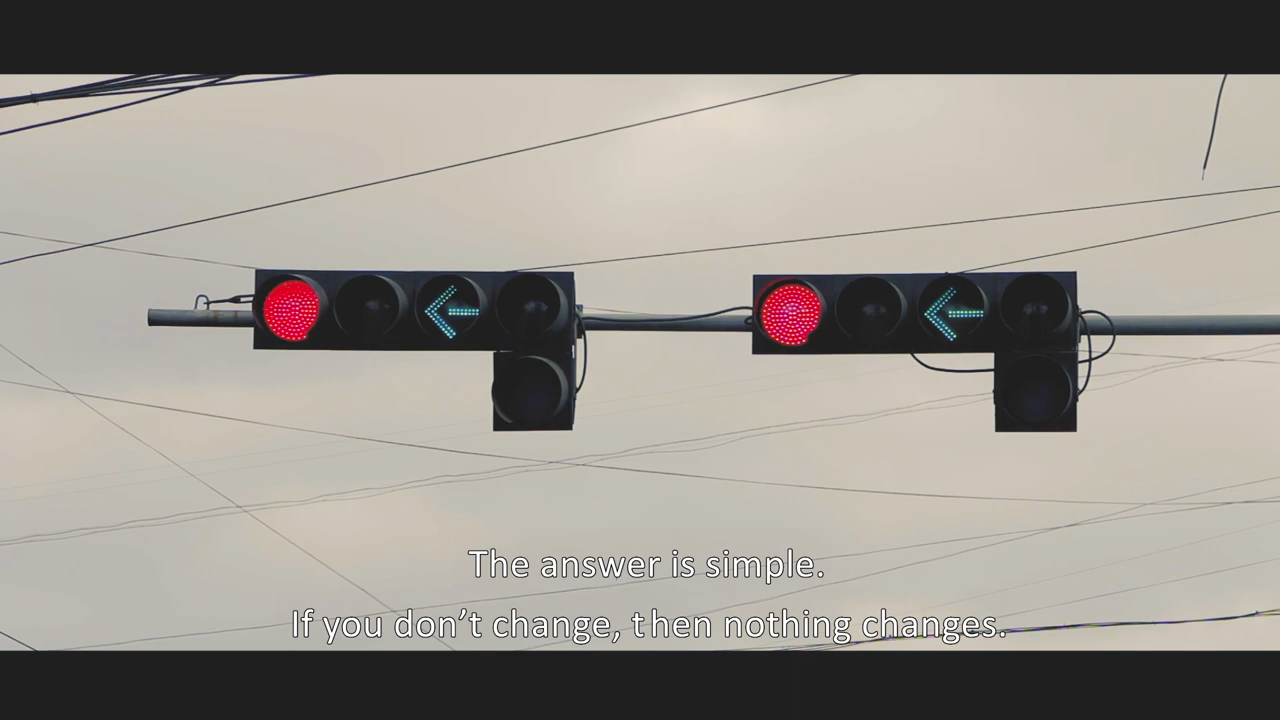 The answer is simple.
If you don’t change, then nothing changes.